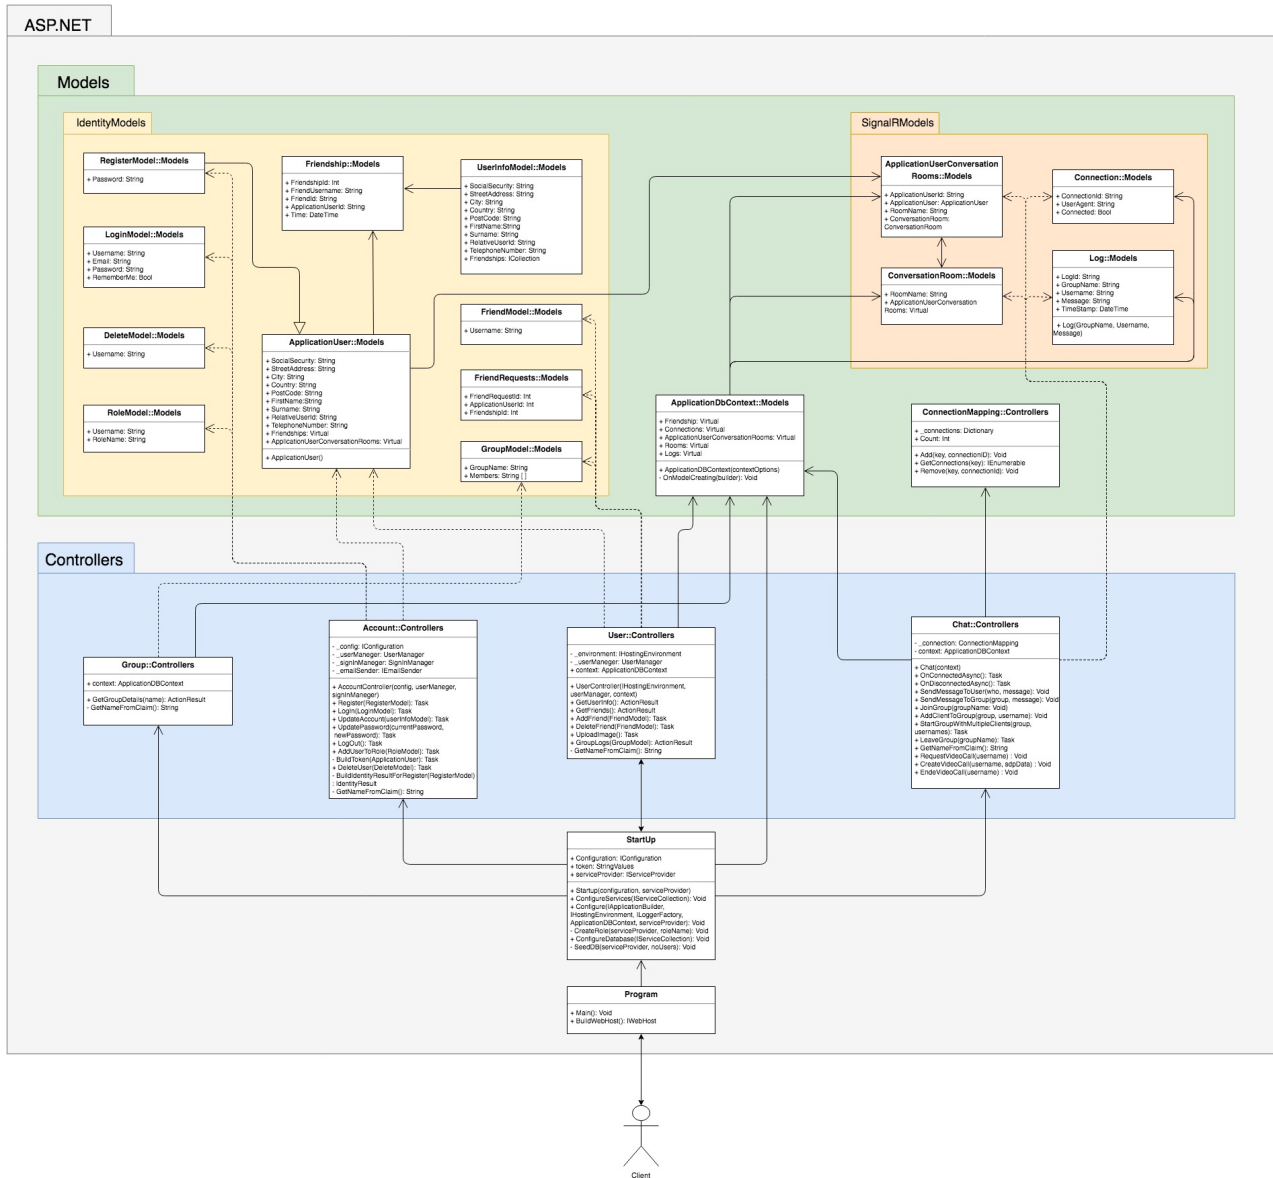 ASP.NET
Models
IdentityModels
RegisterModel::Models
+ Password: String
LoginModel::Models
+ Username: String
+ Email: String
+ Password: String
+ RememberMe: Bool
DeleteModel::Models
+ Username: String
RoleModel::Models
+ Username: String
+ RoleName: String
Friendship::Models
+ FriendshipId: Int
+ FriendUsername: String
+ FriendId: String
+ ApplicationUserId: String
+ Time: DateTime
UserInfoModel::Models
+ SocialSecurity: String
+ StreetAddress: String
+ City: String
+ Country: String
+ PostCode: String
+ FirstName:String
+ Surname: String
+ RelativeUserId: String
+ TelephoneNumber: String
+ Friendships: ICollection
ApplicationUser::Models
+ SocialSecurity: String
+ StreetAddress: String
+ City: String
+ Country: String
+ PostCode: String
+ FirstName:String
+ Surname: String
+ RelativeUserId: String
+ TelephoneNumber: String
+ Friendships: Virtual
+ ApplicationUserConversationRooms: Virtual
+ ApplicationUser()
FriendModel::Models
+ Username: String
FriendRequests::Models
+ FriendRequestId: Int
+ ApplicationUserId: Int
+ FriendshipId: Int
GroupModel::Models
+ GroupName: String
+ Members: String [ ]
SignalRModels
ApplicationUserConversation
Rooms::Models
+ ApplicationUserId: String
+ ApplicationUser: ApplicationUser
+ RoomName: String
+ ConversationRoom:
ConversationRoom
Connection::Models
+ ConnectionId: String
+ UserAgent: String
+ Connected: Bool
ConversationRoom::Models
+ RoomName: String
+ ApplicationUserConversation
Rooms: Virtual
Log::Models
+ LogId: String
+ GroupName: String
+ Username: String
+ Message: String
+ TimeStamp: DateTime
+ Log(GroupName, Username,
Message)
ApplicationDbContext::Models
+ Friendship: Virtual
+ Connections: Virtual
+ ApplicationUserConversationRooms: Virtual
+ Rooms: Virtual
+ Logs: Virtual
+ ApplicationDBContext(contextOptions)
- OnModelCreating(builder): Void
ConnectionMapping::Controllers
+ _connections: Dictionary
+ Count: Int
+ Add(key, connectionID): Void
+ GetConnections(key): IEnumerable
+ Remove(key, connectionId): Void
Controllers
Group::Controllers
+ context: ApplicationDBContext
+ GetGroupDetails(name): ActionResult
- GetNameFromClaim(): String
Account::Controllers
- _config: IConfiguration
- _userManager: UserManager
- _signInManager: SignInManager
- _emailSender: IEmailSender
+ AccountController(config, userManager,
signInManager)
+ Register(RegisterModel): Task
+ LogIn(LoginModel): Task
+ UpdateAccount(userInfoModel): Task
+ UpdatePassword(currentPassword,
newPassword): Task
+ LogOut(): Task
+ AddUserToRole(RoleModel): Task
- BuildToken(ApplicationUser): Task
+ DeleteUser(DeleteModel): Task
- BuildIdentityResultForRegister(RegisterModel)
: IdentityResult
- GetNameFromClaim(): String
User::Controllers
- _environment: IHostingEnvironment
- _userManager: UserManager
+ context: ApplicationDBContext
+ UserController(IHostingEnvironment,
userManager, context)
+ GetUserInfo(): ActionResult
+ GetFriends(): ActionResult
+ AddFriend(FriendModel): Task
+ DeleteFriend(FriendModel): Task
+ UploadImage(): Task
+ GroupLogs(GroupModel): ActionResult
- GetNameFromClaim(): String
Chat::Controllers
- _connection: ConnectionMapping
- context: ApplicationDBContext
+ Chat(context)
+ OnConnectedAsync(): Task
+ OnDisconnectedAsync(): Task
+ SendMessageToUser(who, message): Void
+ SendMessageToGroup(group, message): Void
+ JoinGroup(groupName: Void)
+ AddClientToGroup(group, username): Void
+ StartGroupWithMultipleClients(group,
usernames): Task
+ LeaveGroup(groupName): Task
+ GetNameFromClaim(): String
+ RequestVideoCall(username) : Void
+ CreateVideoCall(username, sdpData) : Void
+ EndeVideoCall(username) : Void
StartUp
+ Configuration: IConfiguration
+ token: StringValues
+ serviceProvider: IServiceProvider
+ Startup(configuration, serviceProvider)
+ ConfigureServices(IServiceCollection): Void
+ Configure(IApplicationBuilder,
IHostingEnvironment, ILoggerFactory,
ApplicationDBContext, serviceProvider): Void
- CreateRole(serviceProvider, roleName): Void
+ ConfigureDatabase(IServiceCollection): Void
- SeedDB(serviceProvider, noUsers): Void
Program
+ Main(): Void
+ BuildWebHost(): IWebHost
Client